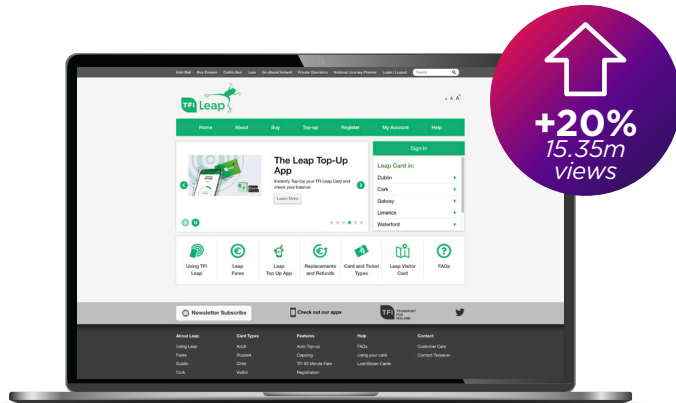 Irish Rail Bus Éireann Dublin Bus Luas Go-Ahead Ireland Private Operators National Journey Planner Login | Logout Search
TFI Leap
A A A
Home About Buy Top-up Register My Account Help
The Leap Top-Up
App
Instantly Top-Up your TFI Leap Card and
check your balance
Learn More
Sign In
Leap Card in:
Dublin
Cork
Galway
Limerick
Waterford
Using TFI
Leap
Leap
Fares
Leap
Top Up App
Replacements
and Refunds
Card and Ticket
Types
Leap Visitor
Card
FAQs
Newsletter Subscribe
Check out our apps
TFI TRANSPORT
FOR
IRELAND
About Leap Card Types Features Help Contact
Using Leap Adult Auto Top-up FAQs Customer Care
Fares Student Capping Using your card Contact Taxsaver
Dublin Child TFI 90 Minute Fare Lost/Stolen Cards
Cork Visitor Registration
+20%
15.35m
views